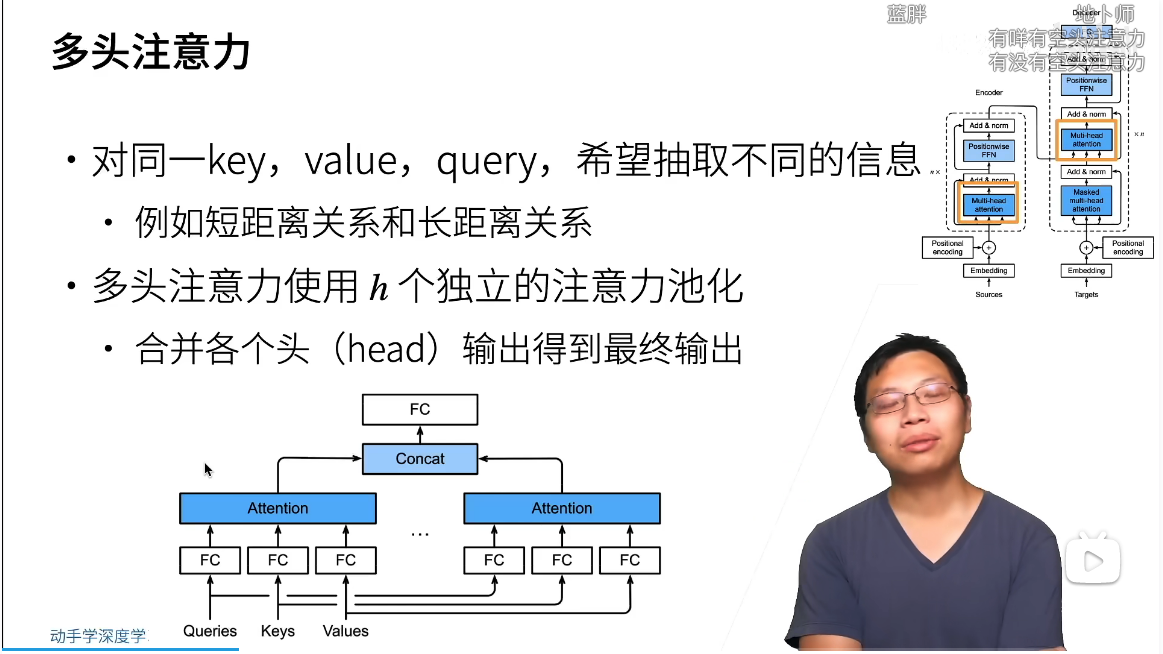 多头注意力
• 对同一key，value，query，希望抽取不同的信息
• 例如短距离关系和长距离关系
• 多头注意力使用 h 个独立的注意力池化
• 合并各个头（head）输出得到最终输出
FC
Concat
Attention
...
Attention
FC
FC
FC
FC
FC
FC
Queries
Keys
Values
动手学深度学
蓝胖
地卜师
有咩有空头注意力
有没有空头注意力
Decoder
FC
Add & norm
Positionwise
FFN
Add & norm
Multi-head
attention
Add & norm
Masked
multi-head
attention
× n
Encoder
Add & norm
Positionwise
FFN
Add & norm
Multi-head
attention
n ×
Positional
encoding
+
Embedding
Sources
+
Positional
encoding
Embedding
Targets